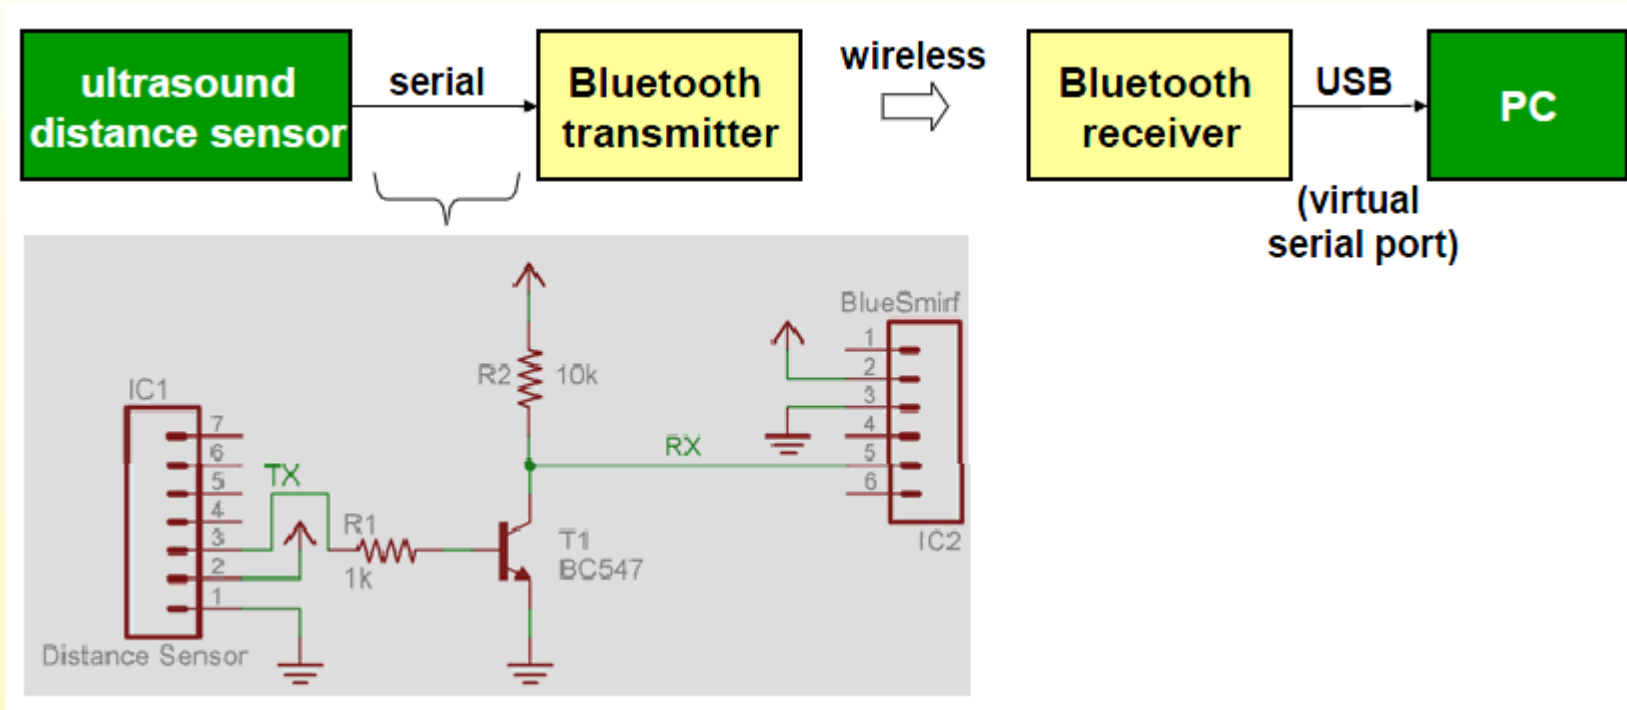 ultrasound
distance sensor
serial
Bluetooth
transmitter
wireless
Bluetooth
receiver
USB
PC
(virtual
serial port)
IC1
7
6
5
4
3
2
1
TX
R1
1k
Distance Sensor
R2
10k
T1
BC547
RX
BlueSmirf
1
2
3
4
5
6
IC2